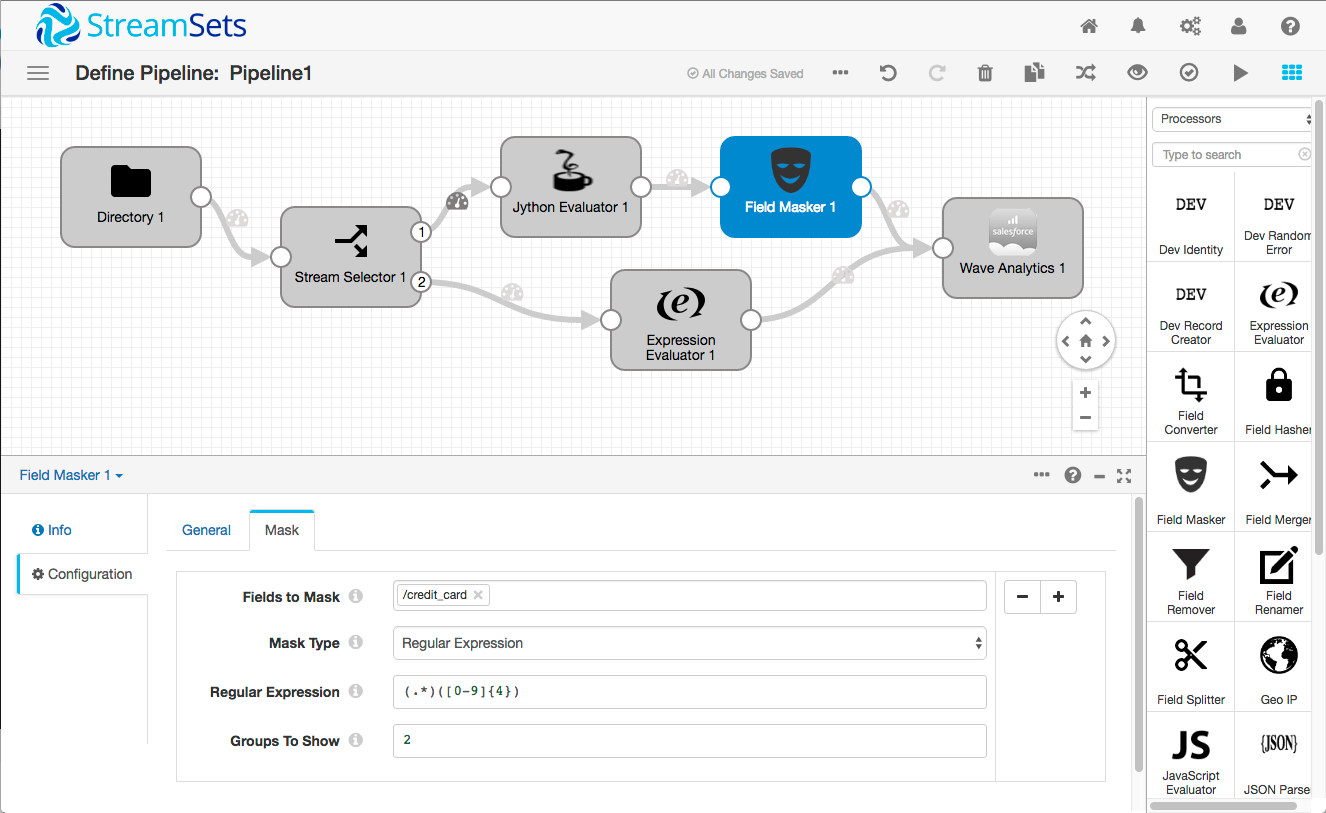 StreamSets
Define Pipeline: Pipeline1
All Changes Saved
Directory 1
Stream Selector 1
1
2
Jython Evaluator 1
Field Masker 1
Expression
Evaluator 1
salesforce
Wave Analytics 1
Processors
Type to search
DEV
Dev Identity
DEV
Dev Random
Error
DEV
Dev Record
Creator
Expression
Evaluator
Field
Converter
Field Hasher
Field Masker
Field Merger
Field
Remover
Field
Renamer
Field Splitter
Geo IP
JS
JavaScript
Evaluator
{JSON}
JSON Parse
Field Masker 1
Info
Configuration
General
Mask
Fields to Mask
/credit_card
Mask Type
Regular Expression
Regular Expression
(.*)([0-9]{4})
Groups To Show
2